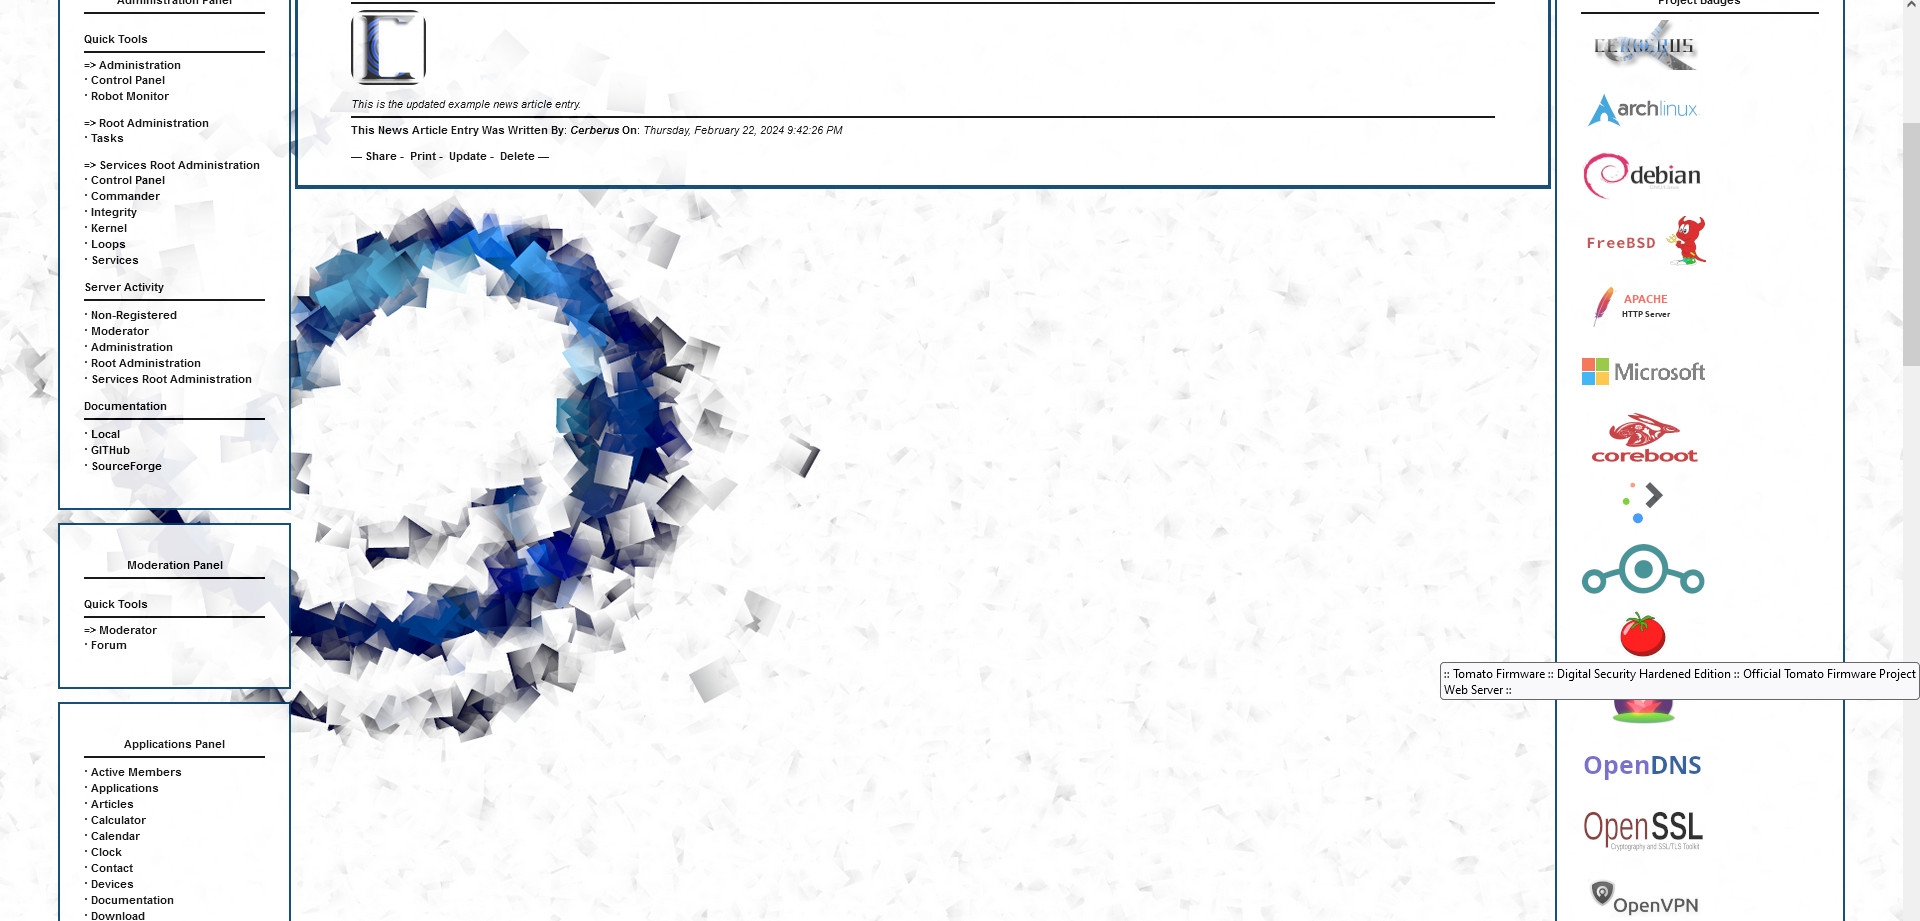 Administration Panel
Quick Tools
=> Administration
· Control Panel
· Robot Monitor
=> Root Administration
· Tasks
=> Services Root Administration
· Control Panel
· Commander
· Integrity
· Kernel
· Loops
· Services
Server Activity
· Non-Registered
· Moderator
· Administration
· Root Administration
· Services Root Administration
Documentation
· Local
· GITHub
· SourceForge
Moderation Panel
Quick Tools
=> Moderator
· Forum
Applications Panel
· Active Members
· Applications
· Articles
· Calculator
· Calendar
· Clock
· Contact
· Devices
· Documentation
· Download
This is the updated example news article entry.
This News Article Entry Was Written By: Cerberus On: Thursday, February 22, 2024 9:42:26 PM
— Share - Print - Update - Delete —
Project Badges
CERBERUS
archlinux
debian
FreeBSD
APACHE
HTTP Server
Microsoft
coreboot
:: Tomato Firmware :: Digital Security Hardened Edition :: Official Tomato Firmware Project
Web Server ::
OpenDNS
OpenSSL
Cryptography and SSL/TLS Toolkit
OpenVPN